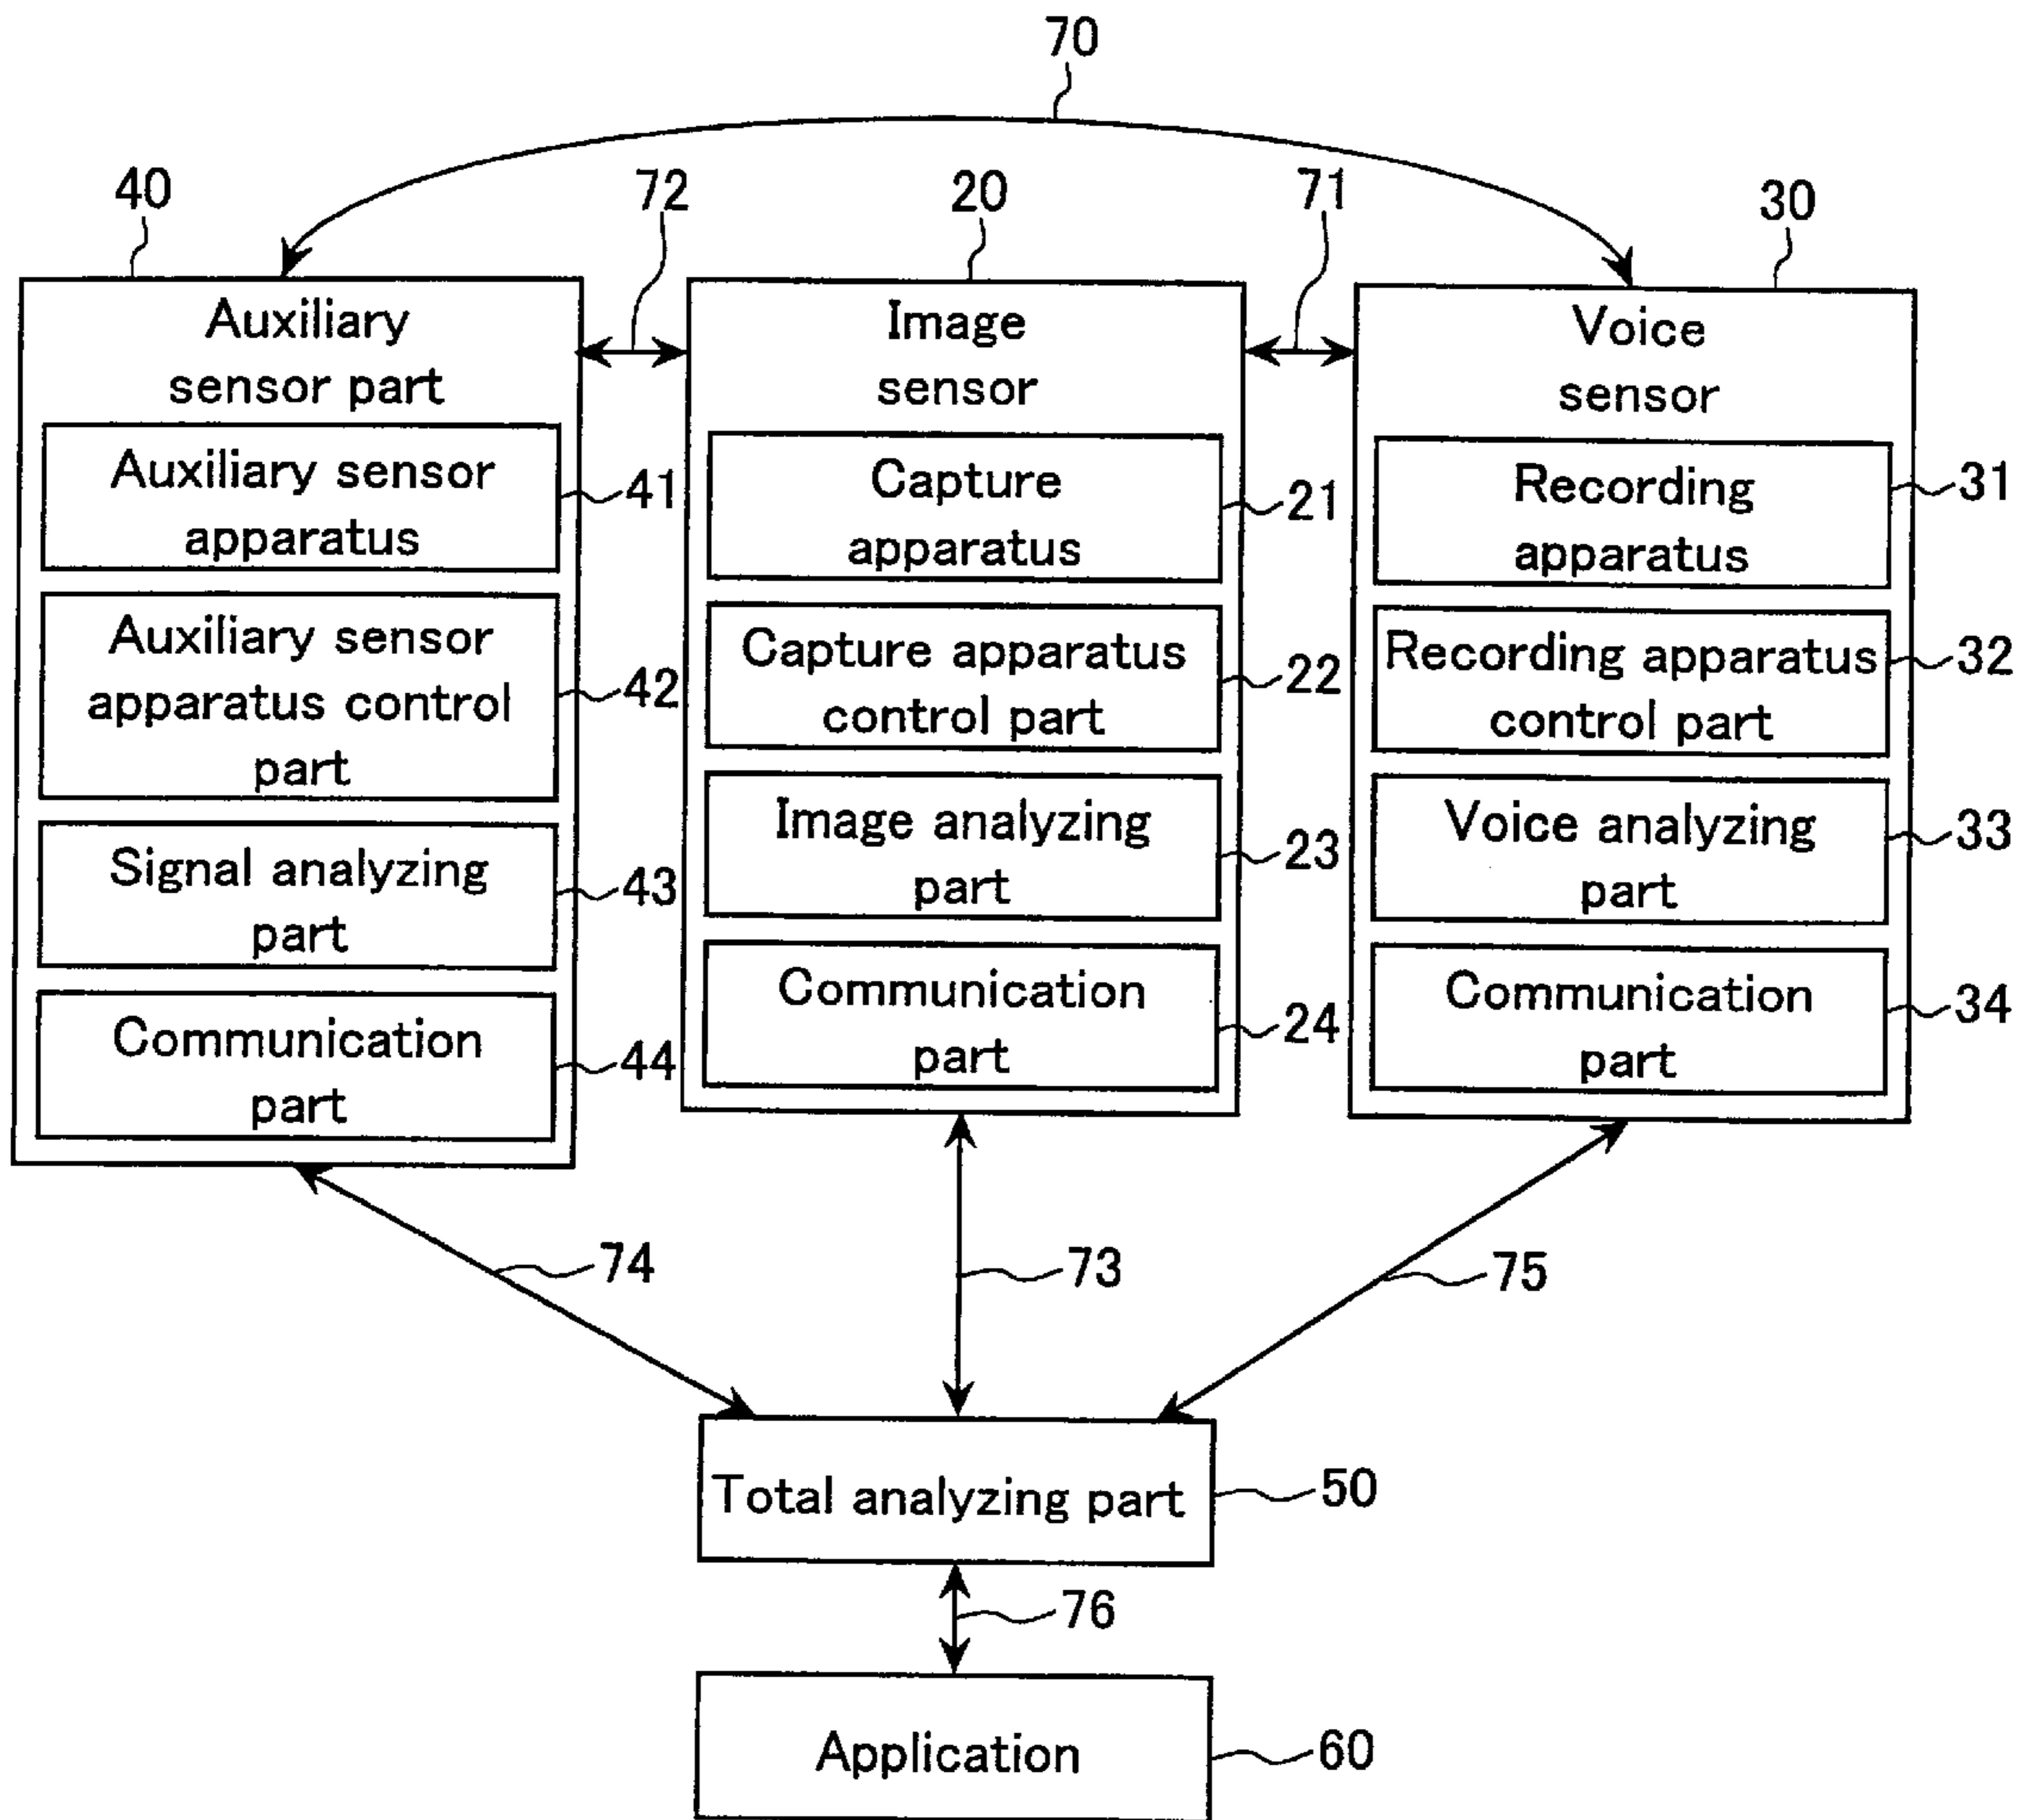 70
40
72
20
71
30
Auxiliary
sensor part
Auxiliary sensor
apparatus
41
Auxiliary sensor
apparatus control
part
42
Signal analyzing
part
43
Communication
part
44
Image
sensor
Capture
apparatus
21
Capture apparatus
control part
22
Image analyzing
part
23
Communication
part
24
Voice
sensor
Recording
apparatus
31
Recording apparatus
control part
32
Voice analyzing
part
33
Communication
part
34
74
73
75
Total analyzing part
50
76
Application
60